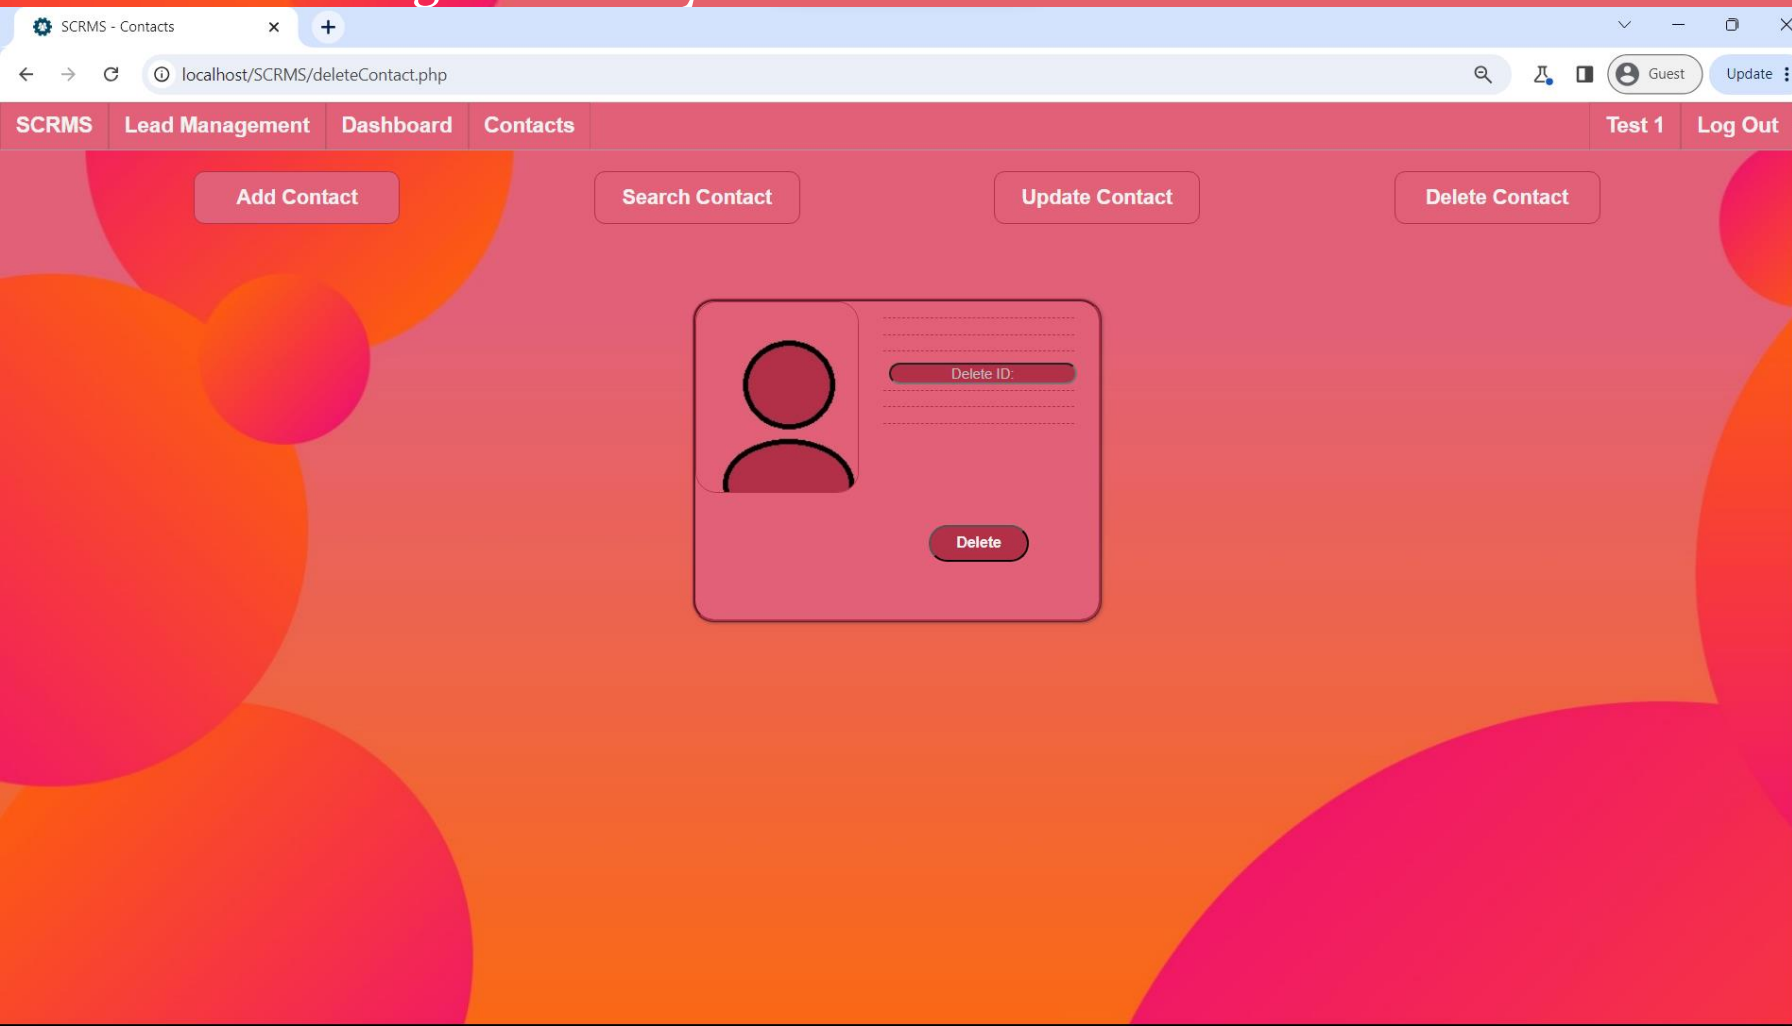 SCRMS - Contacts
localhost/SCRMS/deleteContact.php
Guest
Update
SCRMS Lead Management Dashboard Contacts Test 1 Log Out
Add Contact Search Contact Update Contact Delete Contact
Delete ID:
Delete